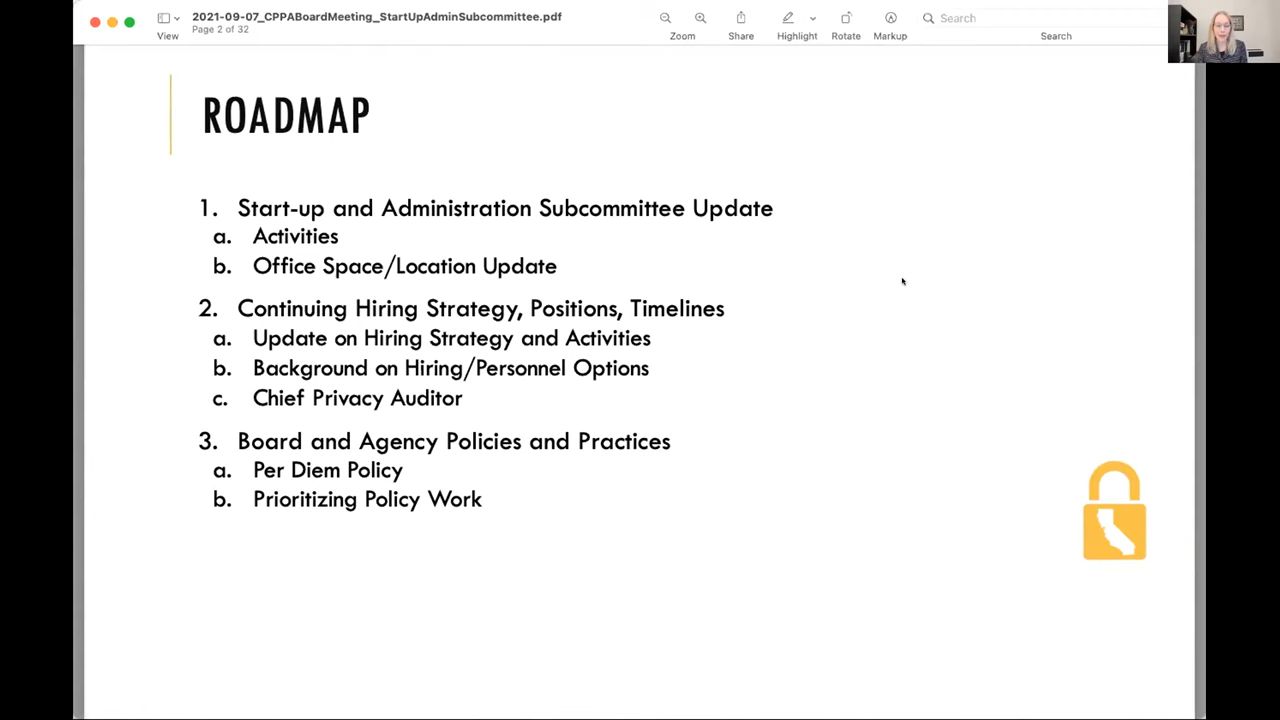 2021-09-07_CPPABoardMeeting_StartUpAdminSubcommittee.pdf
Page 2 of 32
View
Zoom
Share
Highlight
Rotate
Markup
Search
Search
ROADMAP
1. Start-up and Administration Subcommittee Update
a. Activities
b. Office Space/Location Update
2. Continuing Hiring Strategy, Positions, Timelines
a. Update on Hiring Strategy and Activities
b. Background on Hiring/Personnel Options
c. Chief Privacy Auditor
3. Board and Agency Policies and Practices
a. Per Diem Policy
b. Prioritizing Policy Work